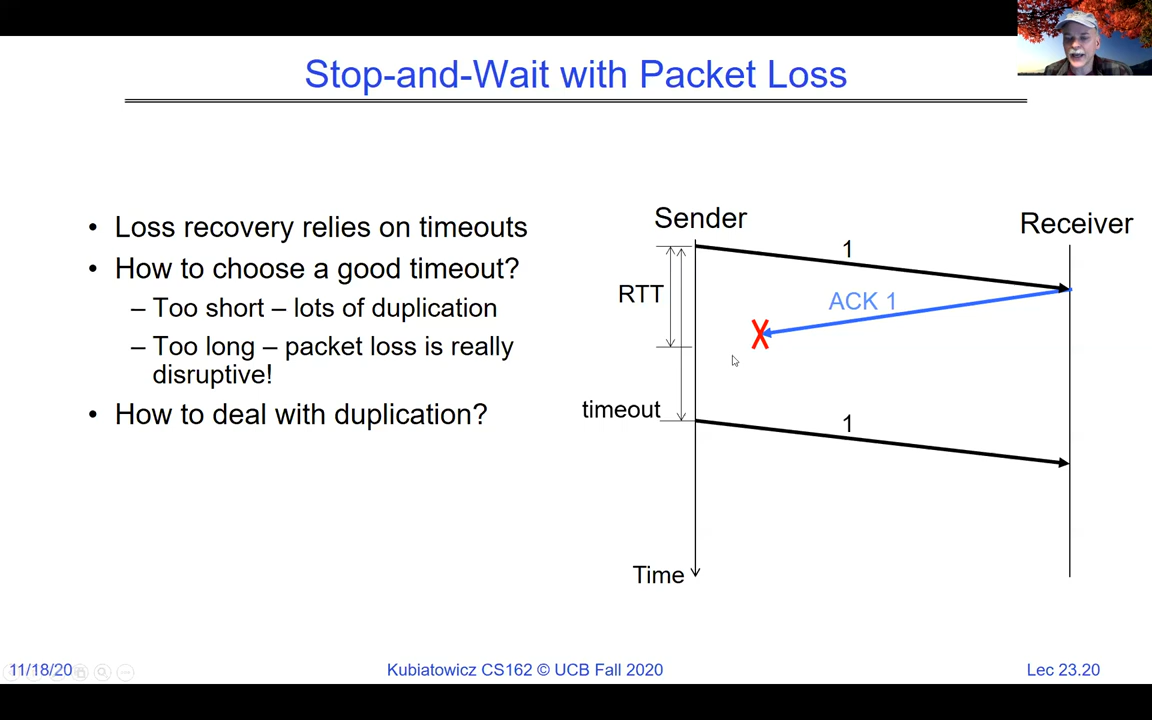 Stop-and-Wait with Packet Loss
• Loss recovery relies on timeouts
• How to choose a good timeout?
– Too short – lots of duplication
– Too long – packet loss is really
disruptive!
• How to deal with duplication?
Sender
Receiver
1
RTT
ACK 1
X
timeout
1
Time
11/18/20
Kubiatowicz CS162 © UCB Fall 2020
Lec 23.20